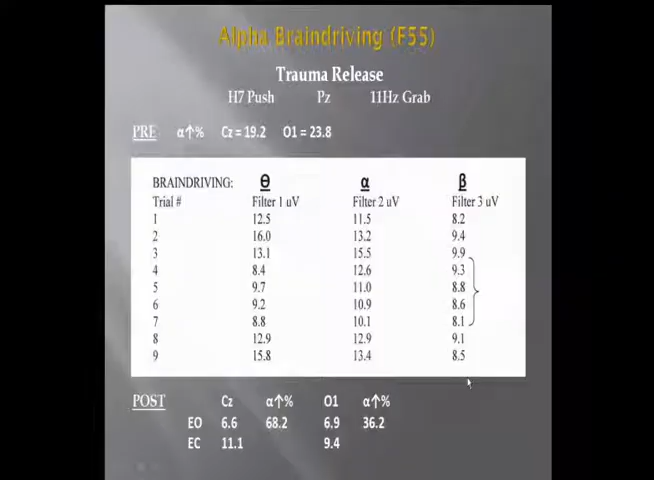 Alpha Braindriving (F55)
Trauma Release
H7 Push Pz 11Hz Grab
PRE α↑% Cz = 19.2 O1 = 23.8
BRAINDRIVING: Θ α β
Trial # Filter 1 uV Filter 2 uV Filter 3 uV
1 12.5 11.5 8.2
2 16.0 13.2 9.4
3 13.1 15.5 9.9
4 8.4 12.6 9.3
5 9.7 11.0 8.8
6 9.2 10.9 8.6
7 8.8 10.1 8.1
8 12.9 12.9 9.1
9 15.8 13.4 8.5
POST Cz α↑% O1 α↑%
EO 6.6 68.2 6.9 36.2
EC 11.1 9.4